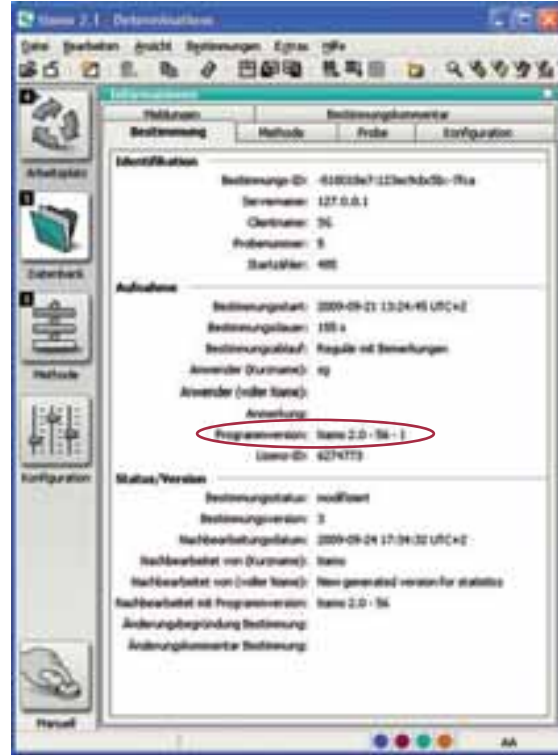 tiamo 2.1 - Determinations
Datei Bearbeiten Ansicht Bestimmungen Extras Hilfe
Informationen
Meldungen Bestimmungskommentar
Bestimmung Methode Probe Konfiguration
Arbeitsplatz
Datenbank
Methode
Konfiguration
Manuell
Identifikation
Bestimmungs-ID:
Servername: 127.0.0.1
Clientname: 56
Probennummer: 5
Startzähler: 485
Aufnahme
Bestimmungsstart: 2009-09-21 13:24:45 UTC+2
Bestimmungsdauer: 155 s
Bestimmungsablauf: Regulär mit Bemerkungen
Anwender (Kurzname):
Anwender (voller Name):
Anmerkung:
Programmversion: tiamo 2.0 - 56 - 1
Lizenz-ID: 6274773
Status/Version
Bestimmungsstatus: modifiziert
Bestimmungsversion: 3
Nachbearbeitungsdatum: 2009-09-24 17:34:32 UTC+2
Nachbearbeitet von (Kurzname): tiamo
Nachbearbeitet von (voller Name): New generated version for statistics
Nachbearbeitet mit Programmversion: tiamo 2.0 - 56
Änderungsbegründung Bestimmung:
Änderungskommentar Bestimmung:
AA